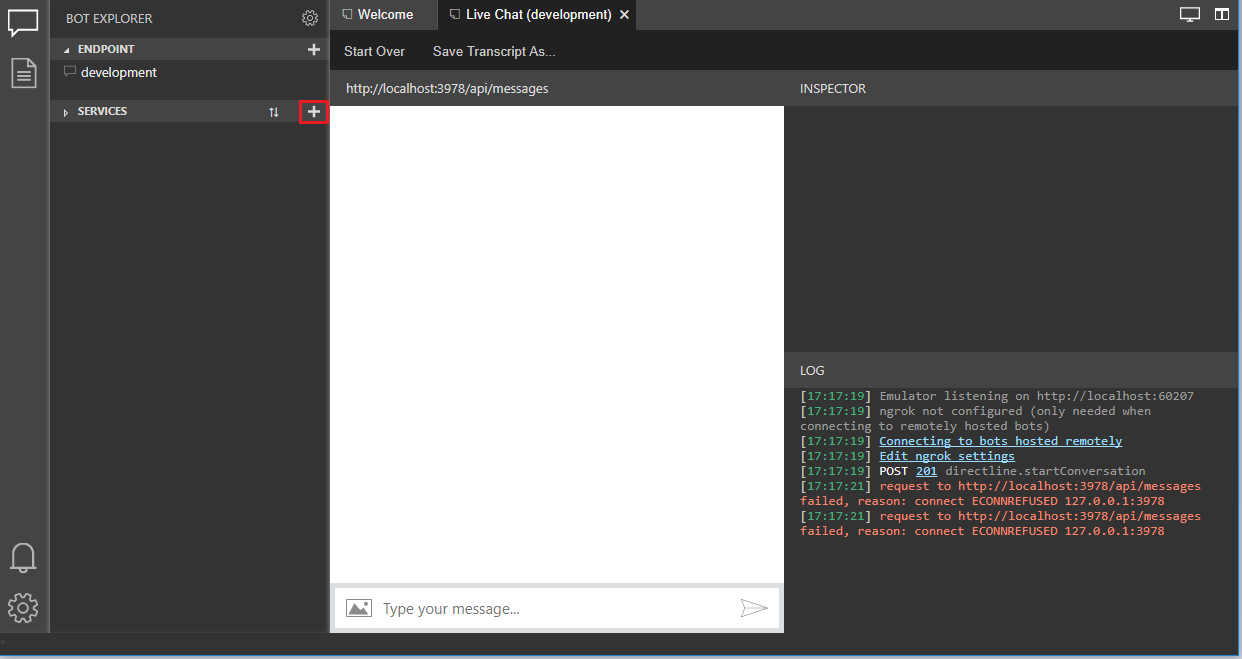 BOT EXPLORER
ENDPOINT
development
SERVICES
Welcome
Live Chat (development)
Start Over
Save Transcript As...
http://localhost:3978/api/messages
Type your message...
INSPECTOR
LOG
[17:17:19] Emulator listening on http://localhost:60207
[17:17:19] ngrok not configured (only needed when
connecting to remotely hosted bots)
[17:17:19] Connecting to bots hosted remotely
[17:17:19] Edit ngrok settings
[17:17:19] POST 201 directline.startConversation
[17:17:21] request to http://localhost:3978/api/messages
failed, reason: connect ECONNREFUSED 127.0.0.1:3978
[17:17:21] request to http://localhost:3978/api/messages
failed, reason: connect ECONNREFUSED 127.0.0.1:3978